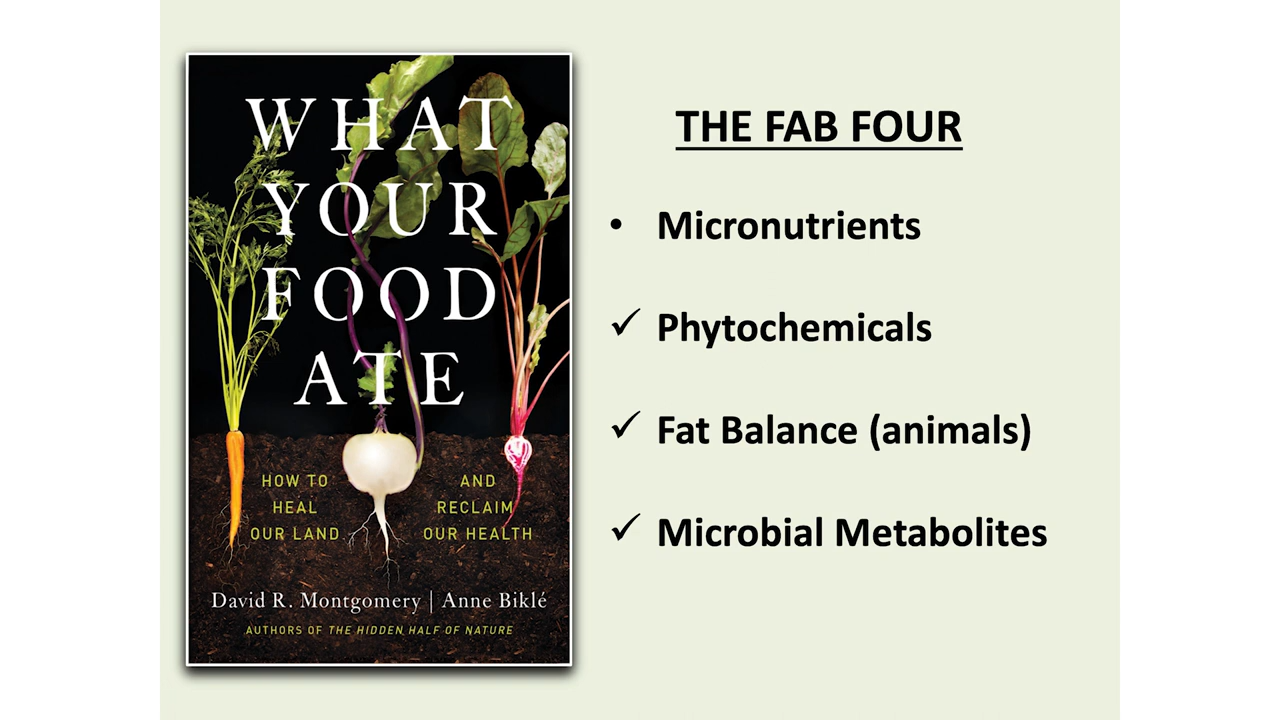 WHAT
YOUR
FOOD
ATE
HOW TO
HEAL
OUR LAND
AND
RECLAIM
OUR HEALTH
David R. Montgomery | Anne Biklé
AUTHORS OF THE HIDDEN HALF OF NATURE
THE FAB FOUR
• Micronutrients
✓ Phytochemicals
✓ Fat Balance (animals)
✓ Microbial Metabolites